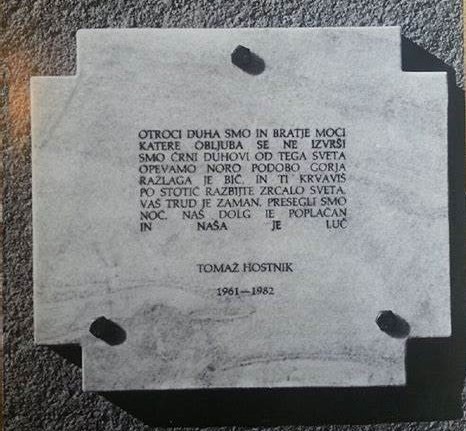 OTROCI DUHA SMO IN BRATJE MOČI
KATERE OBLJUBA SE NE IZVRŠI
SMO ČRNI DUHOVI OD TEGA SVETA
OPEVAMO NORO PODOBO GORJA
RAZLAGA JE BIČ, IN TI KRVAVIŠ
PO STOTIČ RAZBIJTE ZRCALO SVETA,
VAŠ TRUD JE ZAMAN. PRESEGLI SMO
NOČ. NAŠ DOLG JE POPLAČAN
IN NAŠA JE LUČ
TOMAŽ HOSTNIK
1961—1982